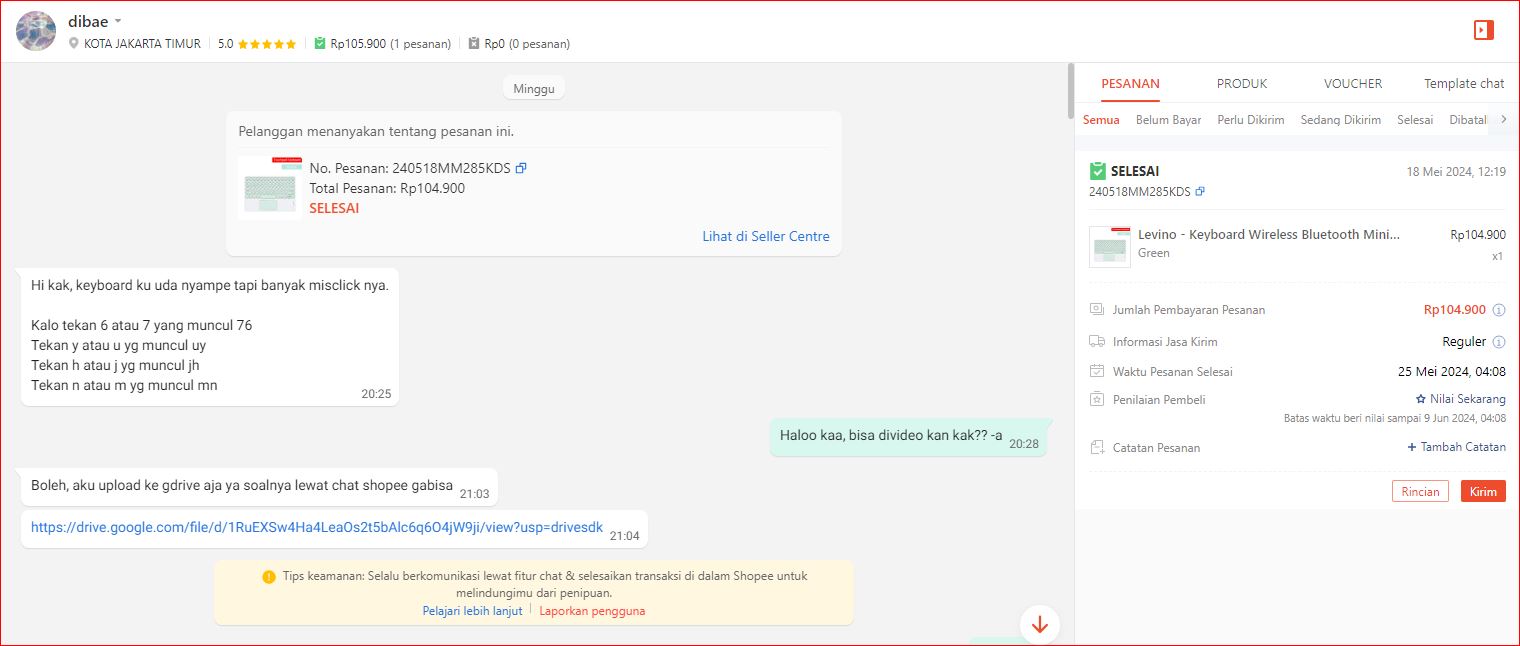 dibae
KOTA JAKARTA TIMUR
5.0
Rp105.900 (1 pesanan)
Rp0 (0 pesanan)
Minggu
Pelanggan menanyakan tentang pesanan ini.
No. Pesanan: 240518MM285KDS
Total Pesanan: Rp104.900
SELESAI
Lihat di Seller Centre
Hi kak, keyboard ku uda nyampe tapi banyak misclick nya.
Kalo tekan 6 atau 7 yang muncul 76
Tekan y atau u yg muncul uy
Tekan h atau j yg muncul jh
Tekan n atau m yg muncul mn
20:25
Haloo kaa, bisa divideo kan kak?? -a
20:28
Boleh, aku upload ke gdrive aja ya soalnya lewat chat shopee gabisa
21:03
https://drive.google.com/file/d/1RuEXSw4Ha4LeaOs2t5bAlc6q6O4jW9ji/view?usp=drivesdk
21:04
Tips keamanan: Selalu berkomunikasi lewat fitur chat & selesaikan transaksi di dalam Shopee untuk
melindungimu dari penipuan.
Pelajari lebih lanjut
Laporkan pengguna
PESANAN
PRODUK
VOUCHER
Template chat
Semua
Belum Bayar
Perlu Dikirim
Sedang Dikirim
Selesai
Dibatal
SELESAI
18 Mei 2024, 12:19
240518MM285KDS
Levino - Keyboard Wireless Bluetooth Mini...
Rp104.900
Green
x1
Jumlah Pembayaran Pesanan
Rp104.900
Informasi Jasa Kirim
Reguler
Waktu Pesanan Selesai
25 Mei 2024, 04:08
Penilaian Pembeli
Nilai Sekarang
Batas waktu beri nilai sampai 9 Jun 2024, 04:08
Catatan Pesanan
+ Tambah Catatan
Rincian
Kirim